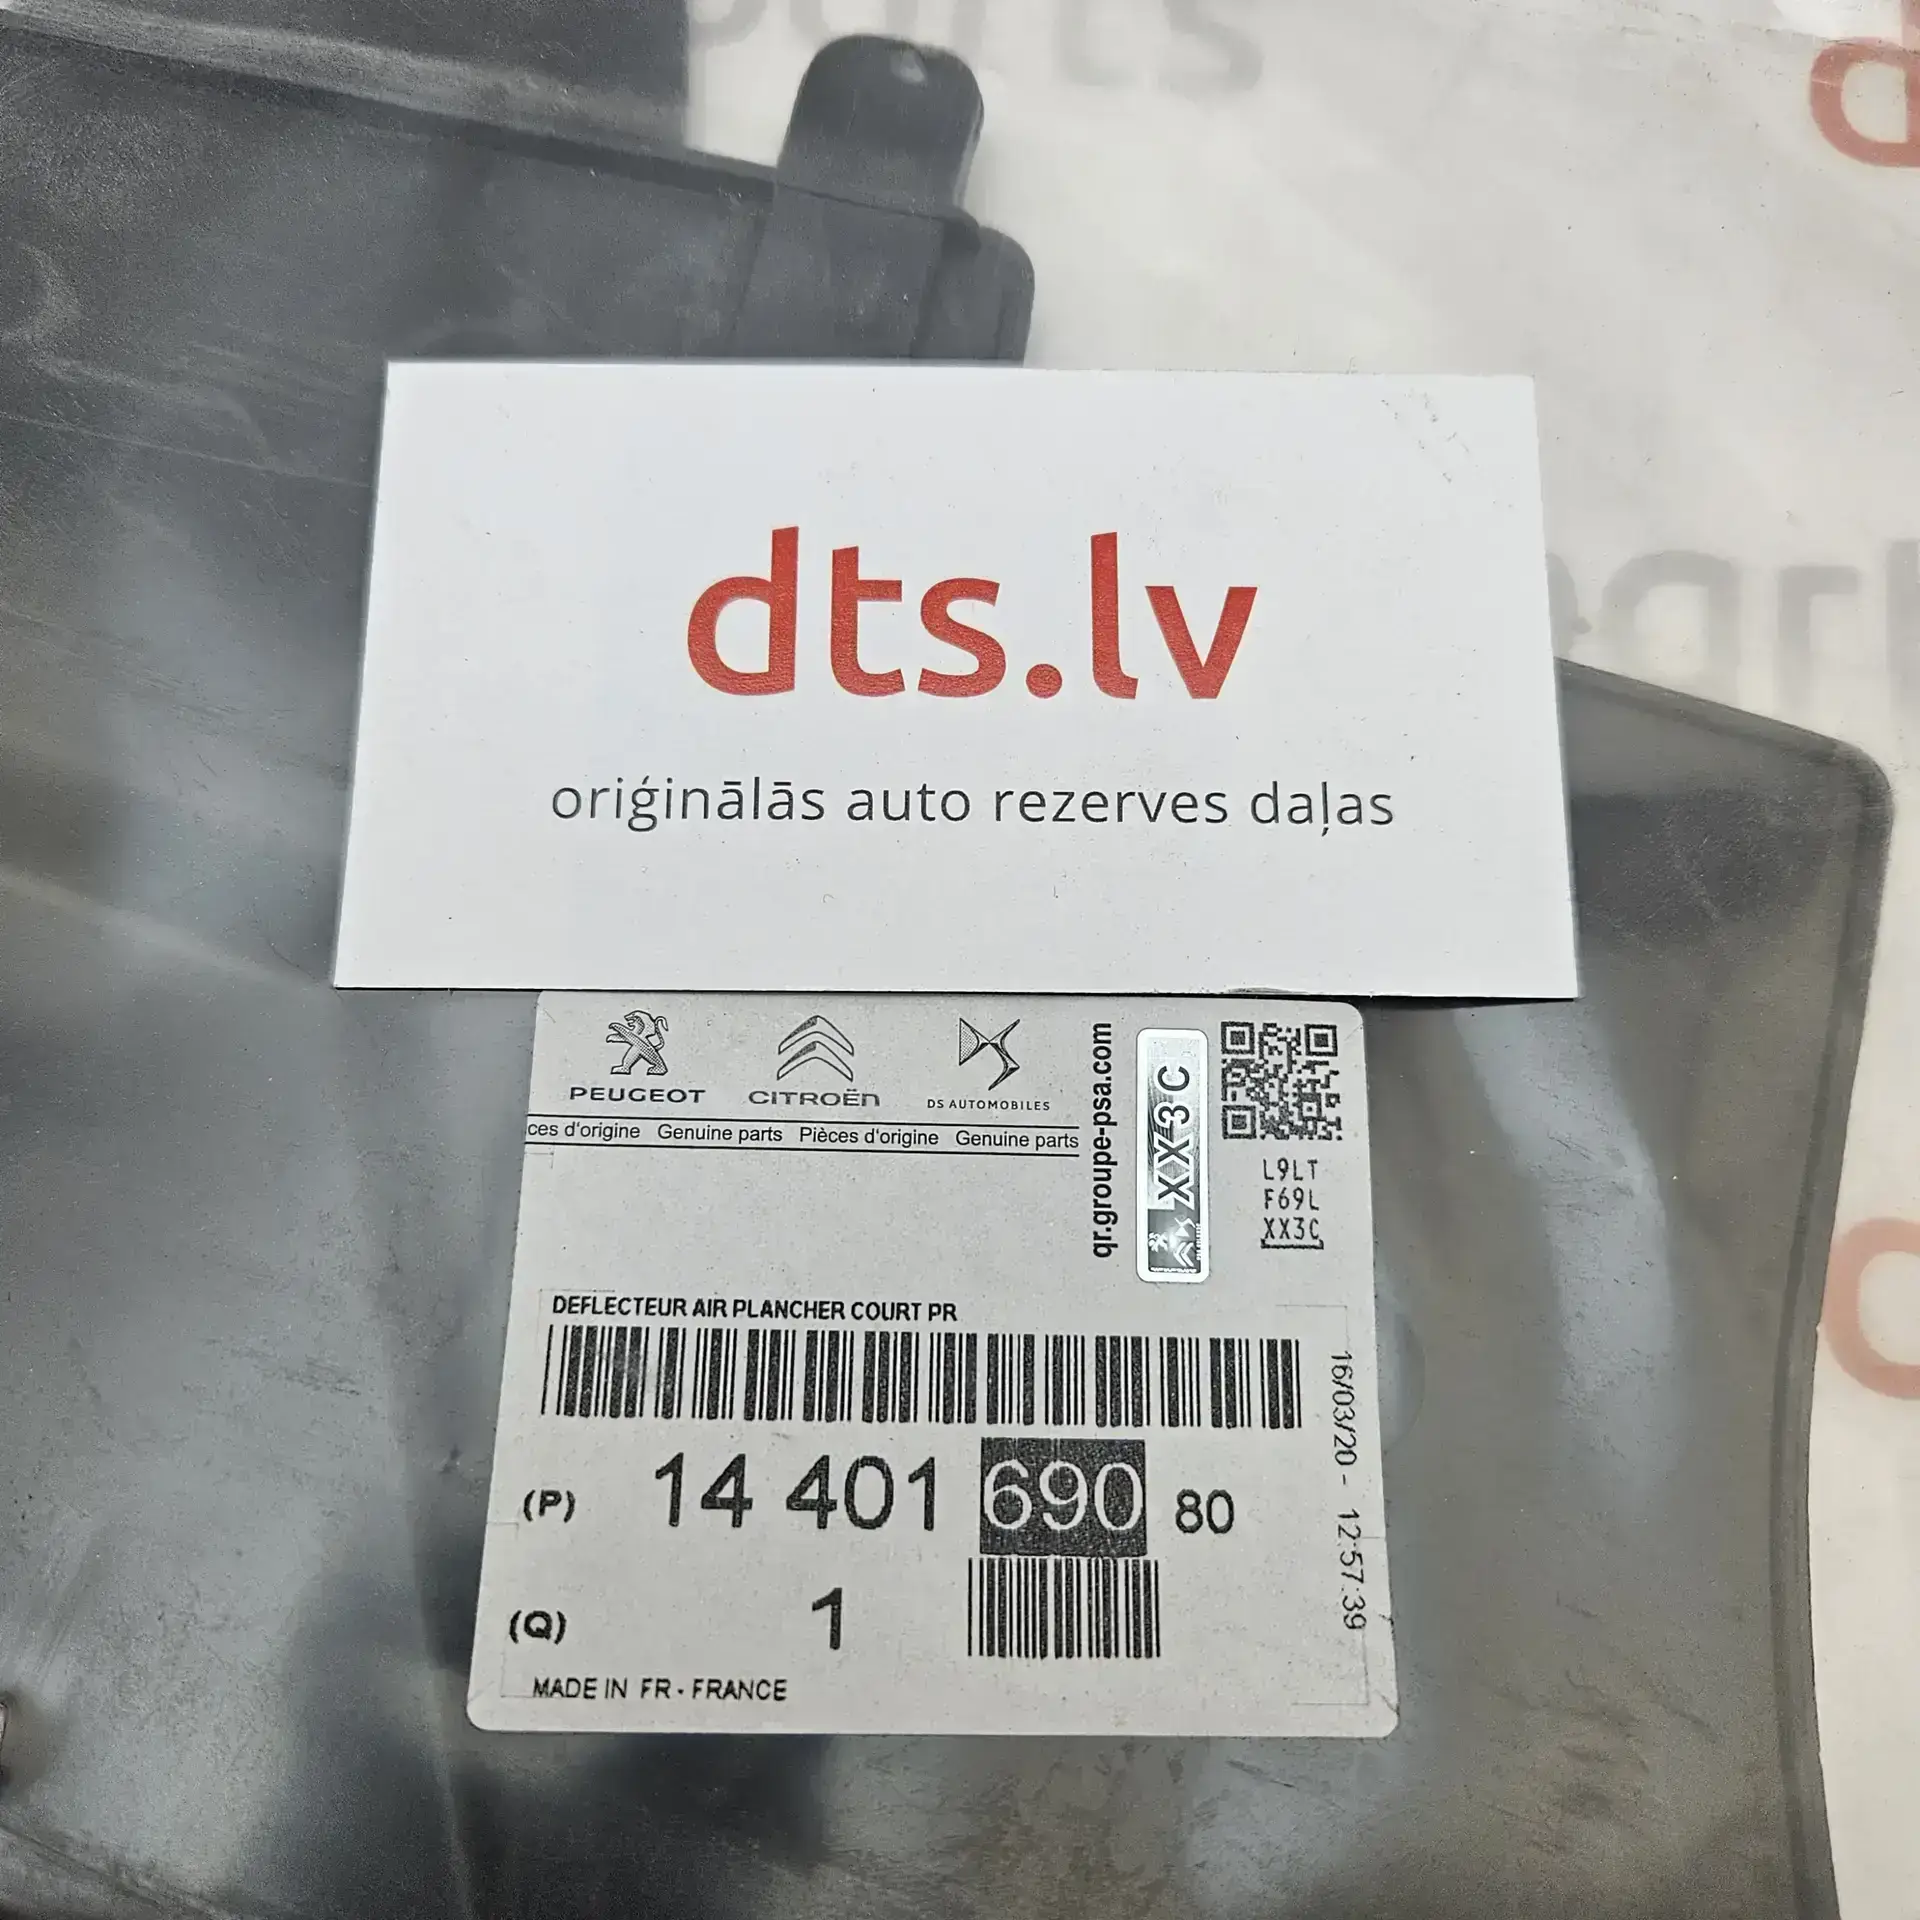 parts
d
dts.lv
oriģinālās auto rezerves daļas
PEUGEOT CITROËN DS AUTOMOBILES
ces d'origine Genuine parts Pièces d'origine Genuine parts
qr.groupe-psa.com
XX3C
L9LT
F69L
XX3C
DEFLECTEUR AIR PLANCHER COURT PR
(P) 14 401 690 80
(Q) 1
MADE IN FR - FRANCE
16/03/20 - 12:57:39